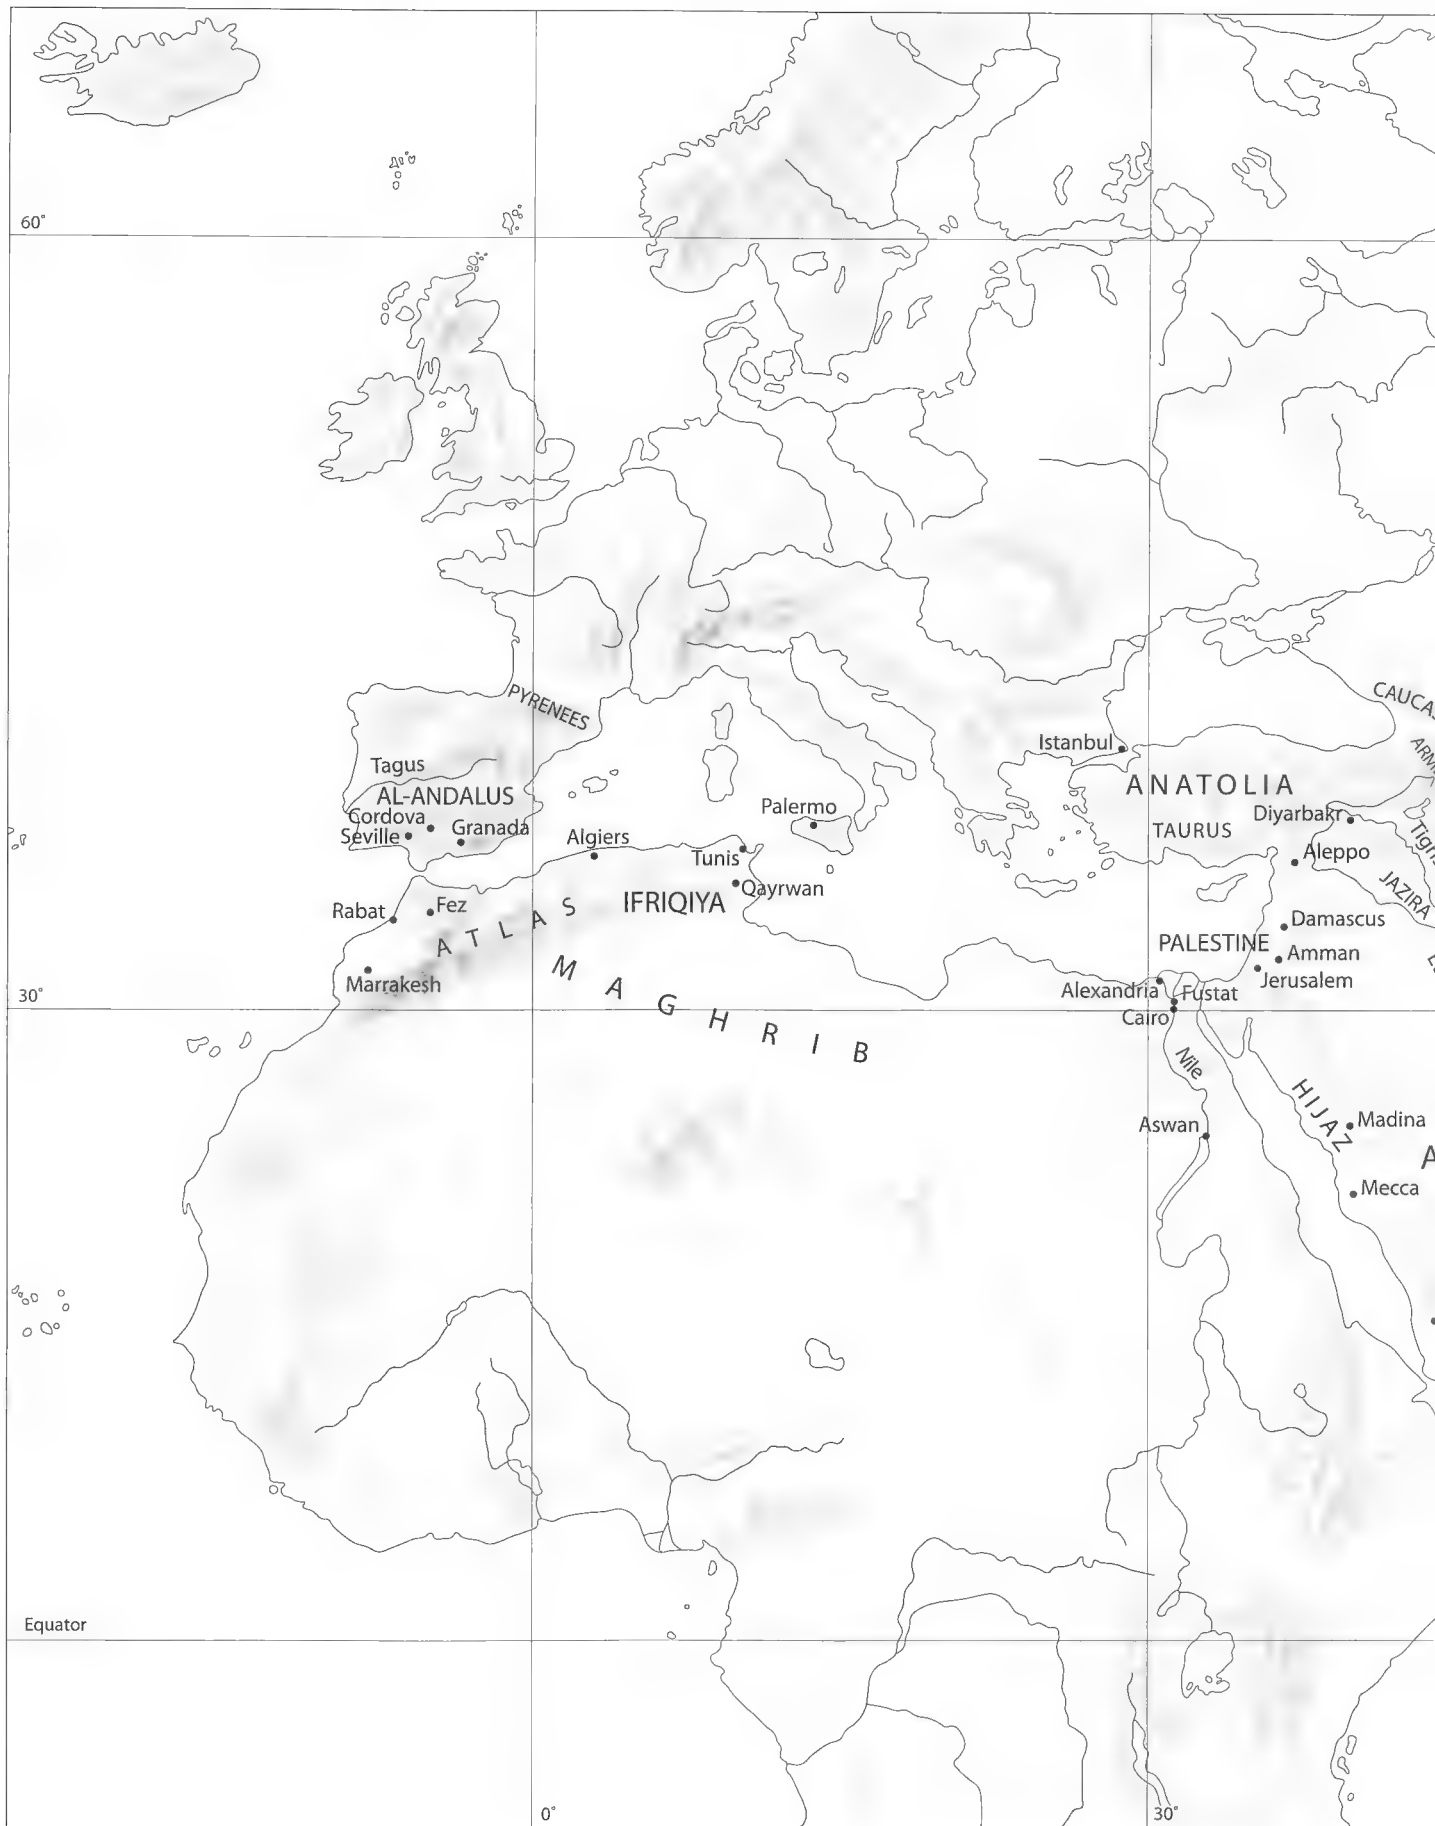 60°
PYRENEES
CAUCAS
Istanbul
ARM
Tagus
ANATOLIA
AL-ANDALUS
Palermo
Cordova
Diyarbakr
Seville
Granada
TAURUS
Tigris
Algiers
Tunis
Aleppo
Qayrwan
JAZIRA
IFRIQIYA
Rabat
Fez
ATLAS
Damascus
PALESTINE
Amman
MAGHRIB
Jerusalem
Marrakesh
Alexandria
Fustat
30°
Cairo
Nile
HIJAZ
Aswan
Madina
A
Mecca
Equator
0°
30°